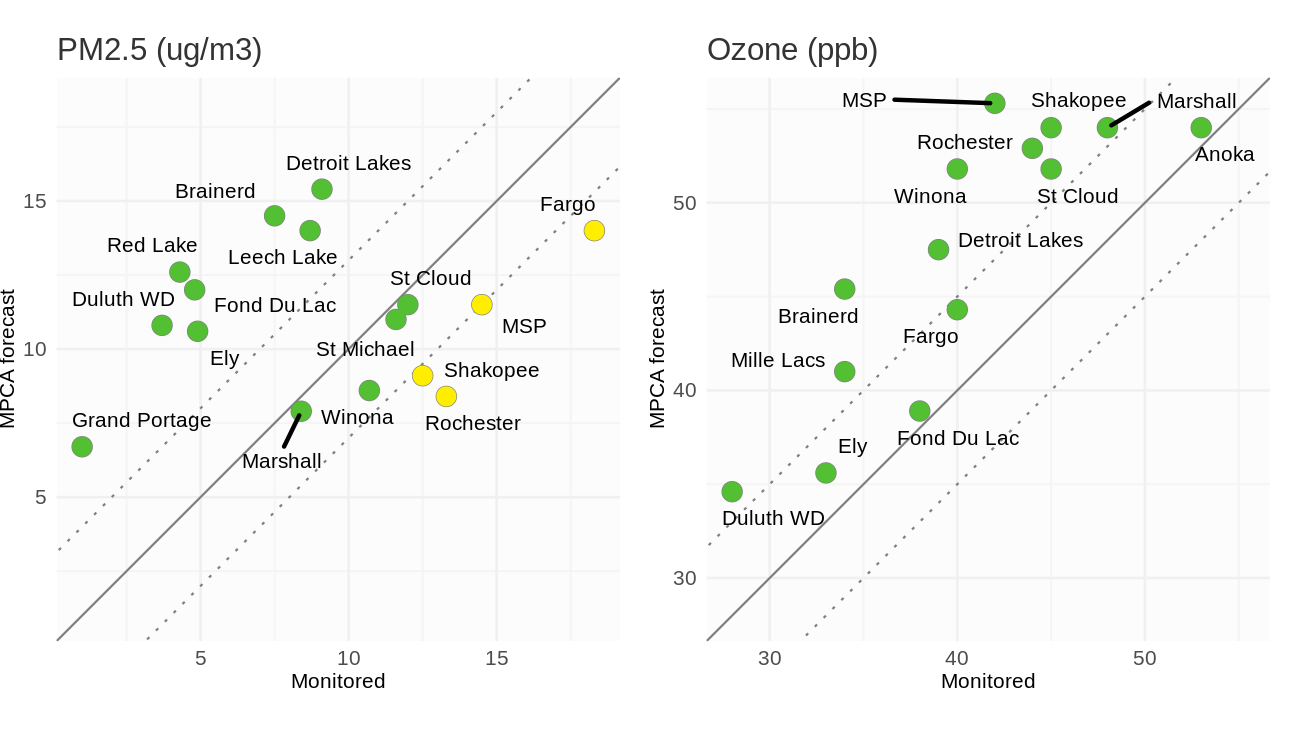 PM2.5 (ug/m3)
Detroit Lakes
Brainerd
Fargo
Red Lake
Leech Lake
St Cloud
Duluth WD
Fond Du Lac
MSP
St Michael
Ely
Shakopee
Grand Portage
Winona
Rochester
Marshall
15
10
5
MPCA forecast
5
10
15
Monitored
Ozone (ppb)
MSP
Shakopee
Marshall
Rochester
Anoka
Winona
St Cloud
Detroit Lakes
Brainerd
Fargo
Mille Lacs
Fond Du Lac
Ely
Duluth WD
50
40
30
MPCA forecast
30
40
50
Monitored